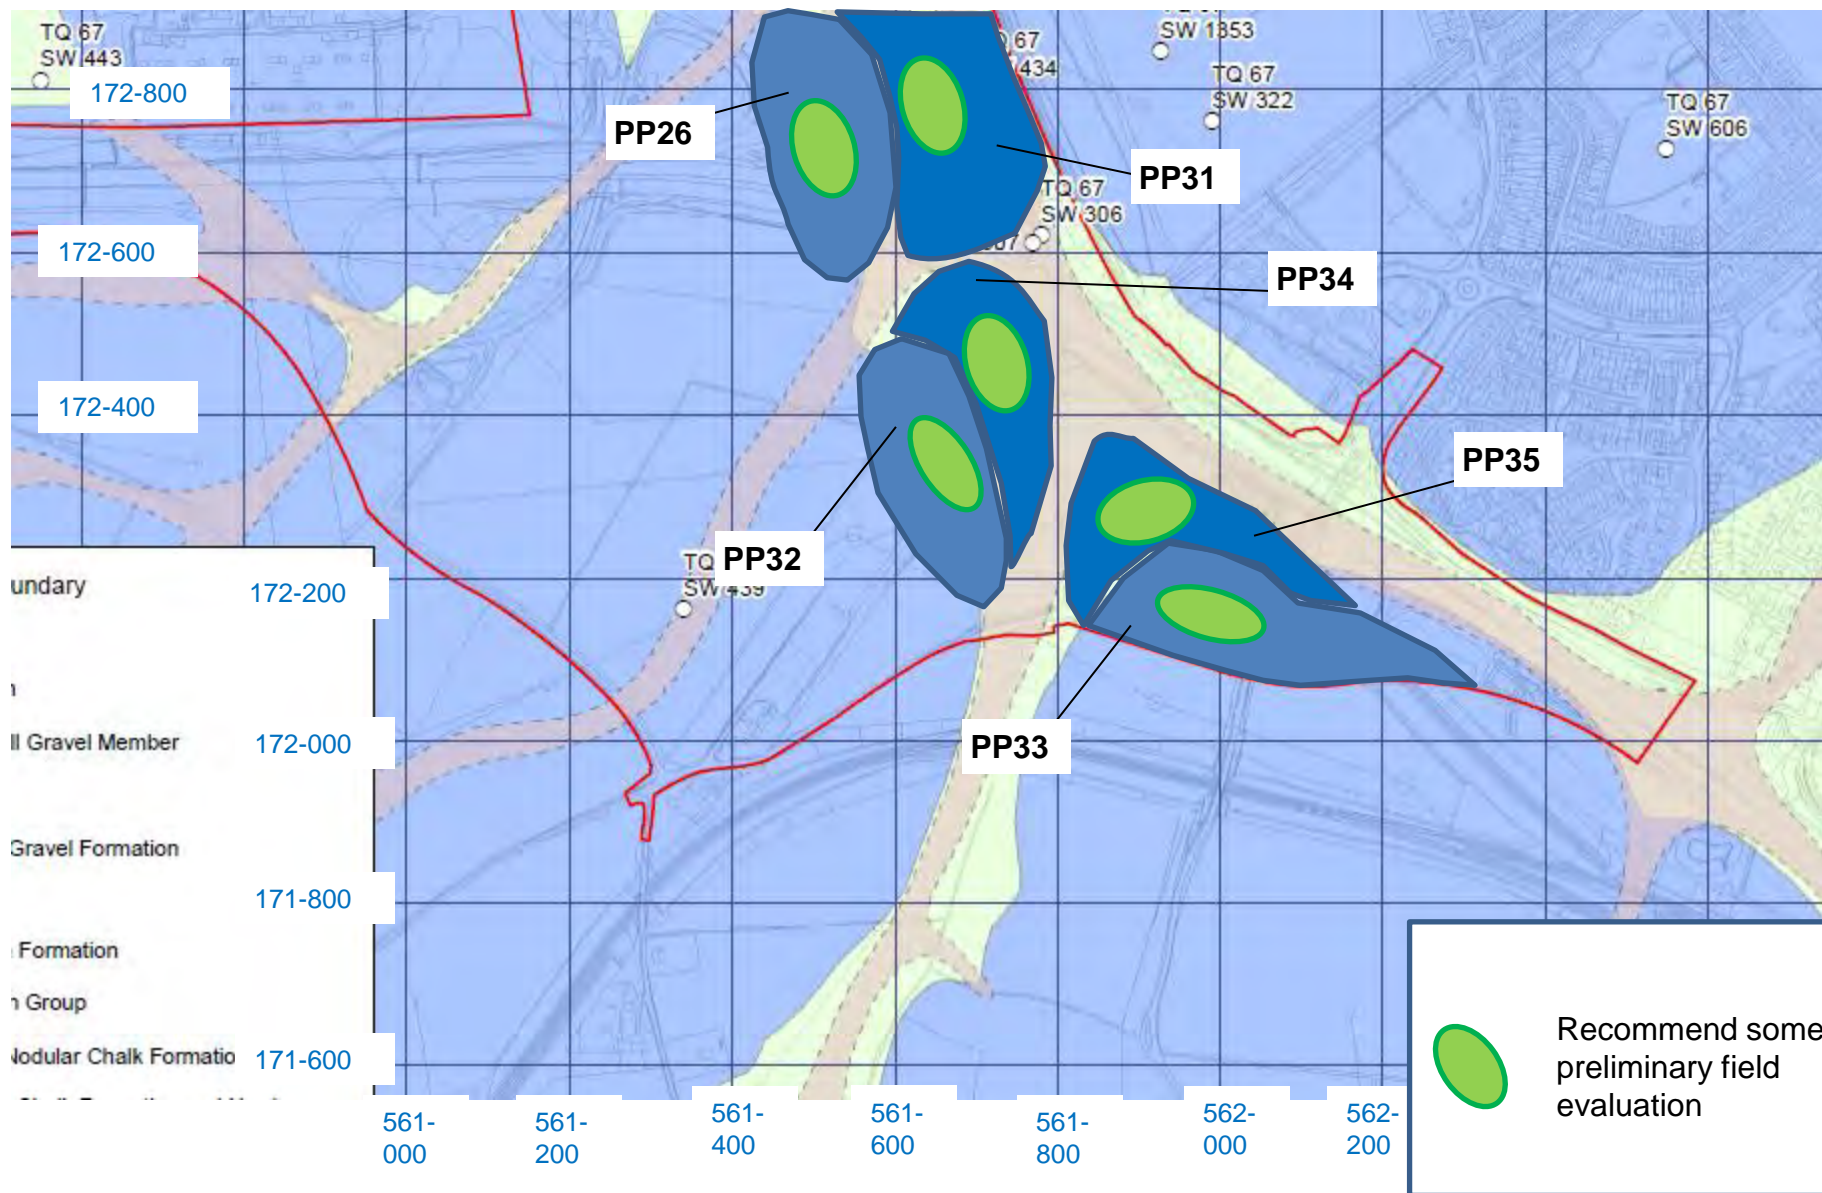 TQ 67
SW 443
172-800
PP26
67
434
SW 1353
TQ 67
SW 322
TQ 67
SW 606
PP31
TQ 67
SW 306
172-600
PP34
172-400
PP35
TQ
SW 439
PP32
undary
172-200
PP33
ll Gravel Member
172-000
Gravel Formation
171-800
Formation
Group
Nodular Chalk Formatio
171-600
Recommend some
preliminary field
evaluation
561-
000
561-
200
561-
400
561-
600
561-
800
562-
000
562-
200